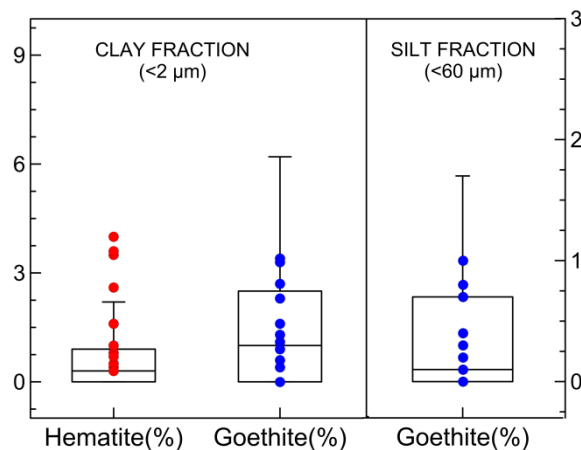 CLAY FRACTION
(<2 µm)
SILT FRACTION
(<60 µm)
9
6
3
0
3
2
1
0
Hematite(%)
Goethite(%)
Goethite(%)